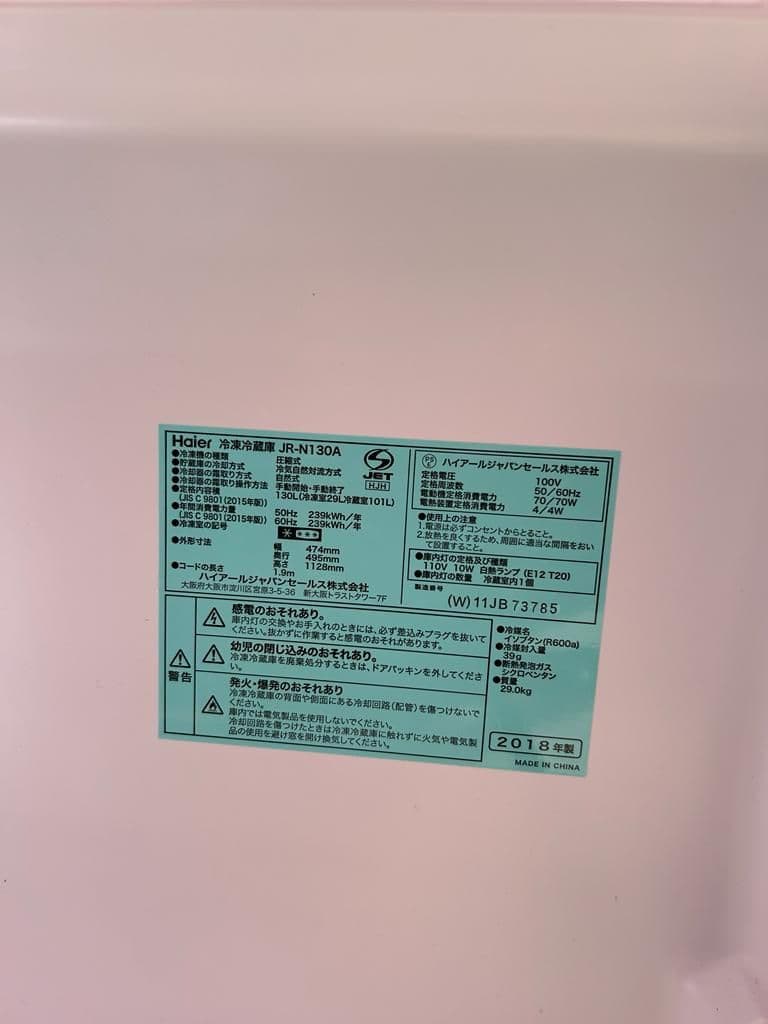 Haier 冷凍冷蔵庫 JR-N130A
●冷凍機の種類 圧縮式
●貯蔵庫の冷却方式 冷気自然対流方式
●冷却器の霜取り方式 自然式
●冷却器の霜取り操作方法 手動開始・手動終了
●定格内容積 130L(冷凍室29L冷蔵室101L)
(JIS C 9801(2015年版))
●年間消費電力量 50Hz 239kWh/年
(JIS C 9801(2015年版)) 60Hz 239kWh/年
●冷凍室の記号
●外形寸法 幅 474mm
奥行 495mm
高さ 1128mm
●コードの長さ 1.9m
ハイアールジャパンセールス株式会社
大阪府大阪市淀川区宮原3-5-36 新大阪トラストタワー7F
JET
HJH
PS
E
ハイアールジャパンセールス株式会社
定格電圧 100V
定格周波数 50/60Hz
電動機定格消費電力 70/70W
電熱装置定格消費電力 4/4W
●使用上の注意
1.電源は必ずコンセントからとること。
2.放熱を良くするため、周囲に適当な間隔をおい
て設置すること。
●庫内灯の定格及び種類
110V 10W 白熱ランプ(E12 T20)
●庫内灯の数量 冷蔵室内1個
製造番号
(W)11JB73785
警告
感電のおそれあり。
庫内灯の交換やお手入れのときには、必ず差込みプラグを抜いて
ください。抜かずに作業すると感電のおそれがあります。
幼児の閉じ込みのおそれあり。
冷凍冷蔵庫を廃棄処分するときは、ドアパッキンを外してくださ
い。
発火・爆発のおそれあり
冷凍冷蔵庫の背面や側面にある冷却回路(配管)を傷つけないで
ください。
庫内では電気製品を使用しないでください。
冷却回路を傷つけたときは冷凍冷蔵庫に触れずに火気や電気製
品の使用を避け窓を開け換気してください。
●冷媒名
イソブタン(R600a)
●冷媒封入量
39g
●断熱発泡ガス
シクロペンタン
●質量
29.0kg
2018年製
MADE IN CHINA